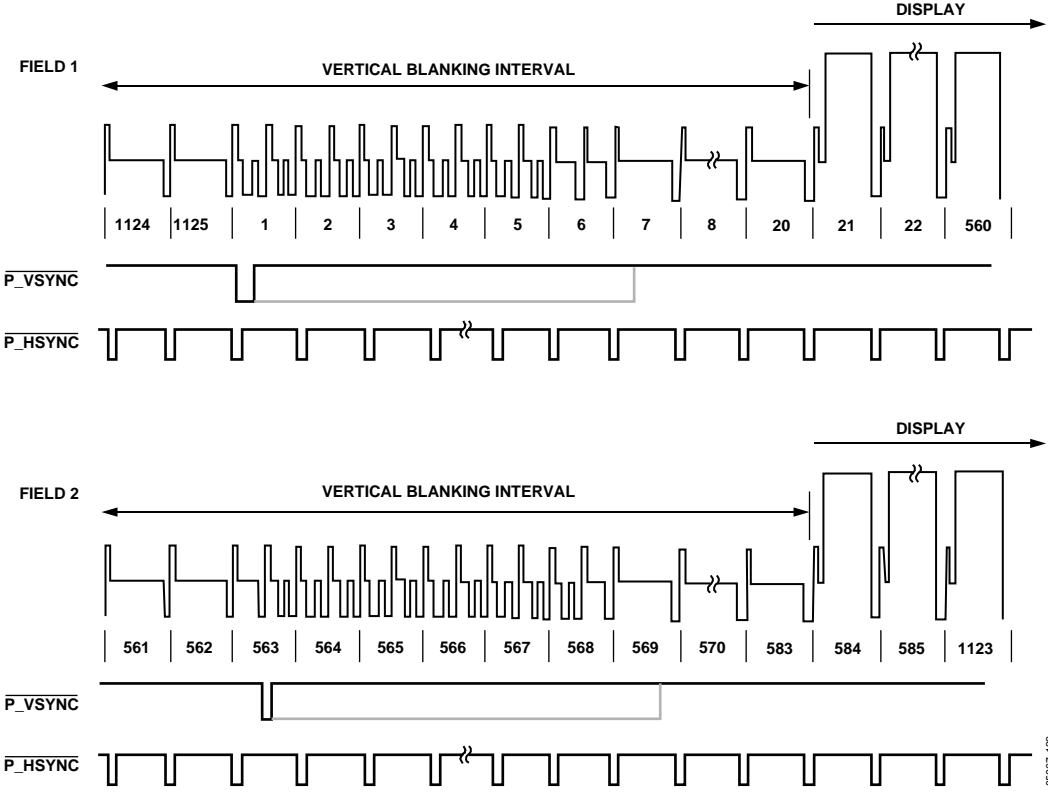 DISPLAY
FIELD 1
VERTICAL BLANKING INTERVAL
1124 1125 1 2 3 4 5 6 7 8 20 21 22 560
P_VSYNC
P_HSYNC
DISPLAY
FIELD 2
VERTICAL BLANKING INTERVAL
561 562 563 564 565 566 567 568 569 570 583 584 585 1123
P_VSYNC
P_HSYNC